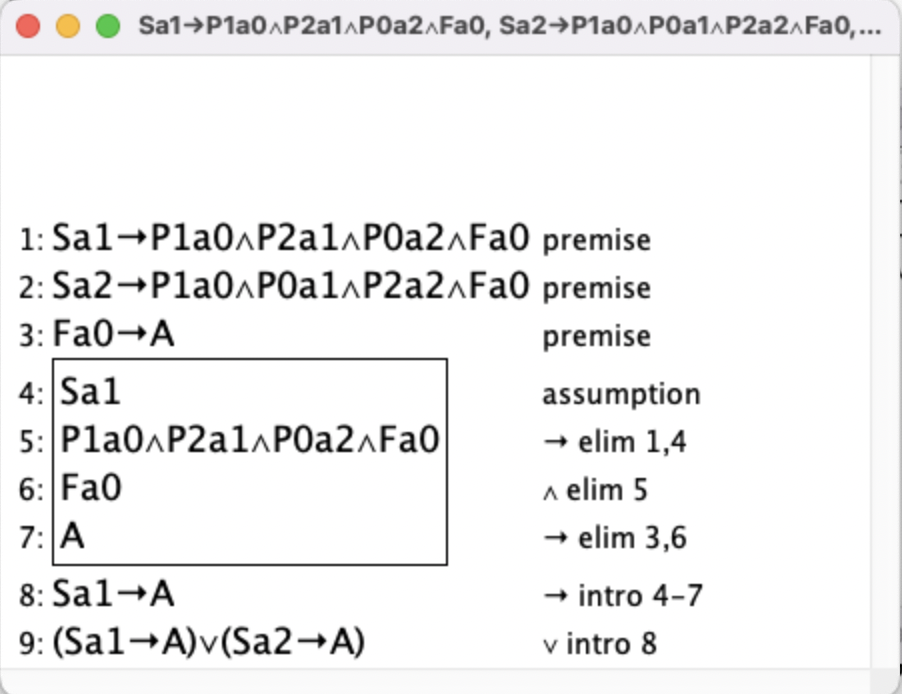 Sa1→P1a0∧P2a1∧P0a2∧Fa0, Sa2→P1a0∧P0a1∧P2a2∧Fa0,...
1: Sa1→P1a0∧P2a1∧P0a2∧Fa0 premise
2: Sa2→P1a0∧P0a1∧P2a2∧Fa0 premise
3: Fa0→A premise
4: Sa1 assumption
5: P1a0∧P2a1∧P0a2∧Fa0 → elim 1,4
6: Fa0 ∧ elim 5
7: A → elim 3,6
8: Sa1→A → intro 4-7
9: (Sa1→A)∨(Sa2→A) ∨ intro 8